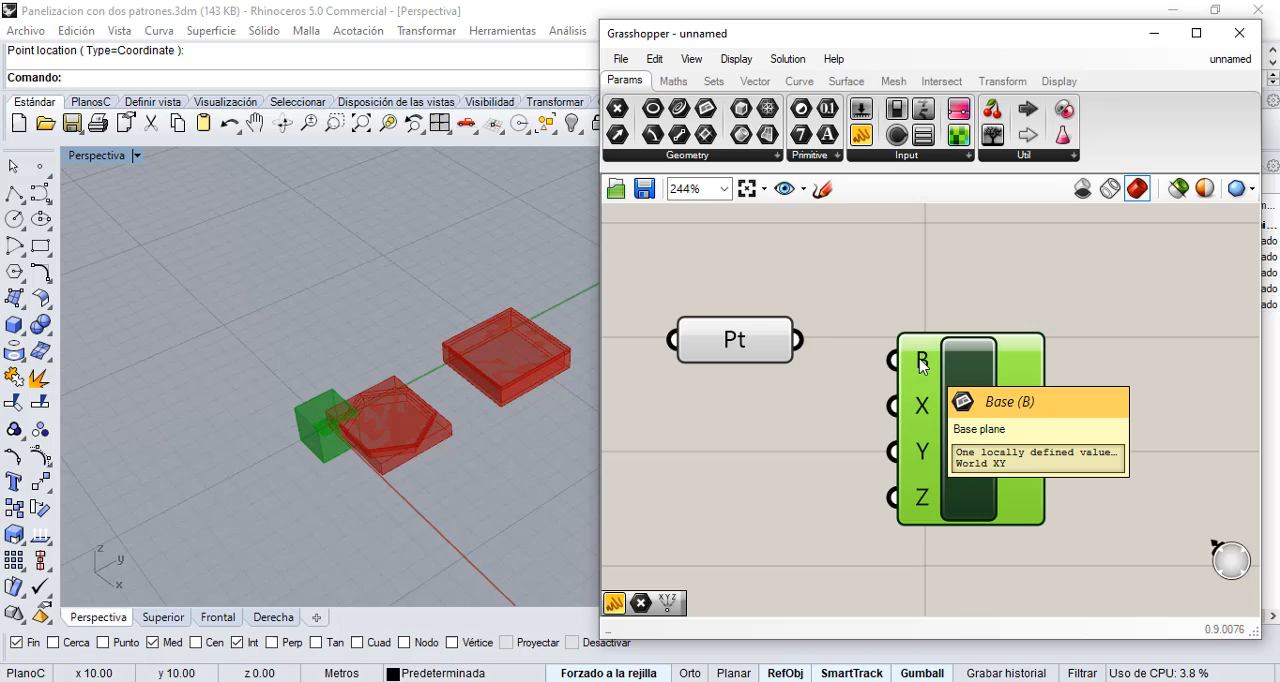 Panelizacion con dos patrones.3dm (143 KB) - Rhinoceros 5.0 Commercial - [Perspectiva]
Archivo Edición Vista Curva Superficie Sólido Malla Acotación Transformar Herramientas Análisis
Point location ( Type=Coordinate ):
Comando:
Estándar PlanosC Definir vista Visualización Seleccionar Disposición de las vistas Visibilidad Transformar
Perspectiva
z
y
x
Perspectiva Superior Frontal Derecha
Fin Cerca Punto Med Cen Int Perp Tan Cuad Nodo Vértice Proyectar Desactivar
PlanoC x 10.00 y 10.00 z 0.00 Metros Predeterminada Forzado a la rejilla Orto Planar RefObj SmartTrack Gumball Grabar historial Filtrar Uso de CPU: 3.8 %
Grasshopper - unnamed
File Edit View Display Solution Help unnamed
Params Maths Sets Vector Curve Surface Mesh Intersect Transform Display
Geometry Primitive Input Util
244%
Pt
B
X
Y
Z
Base (B)
Base plane
One locally defined value…
World XY
XYZ
0.9.0076